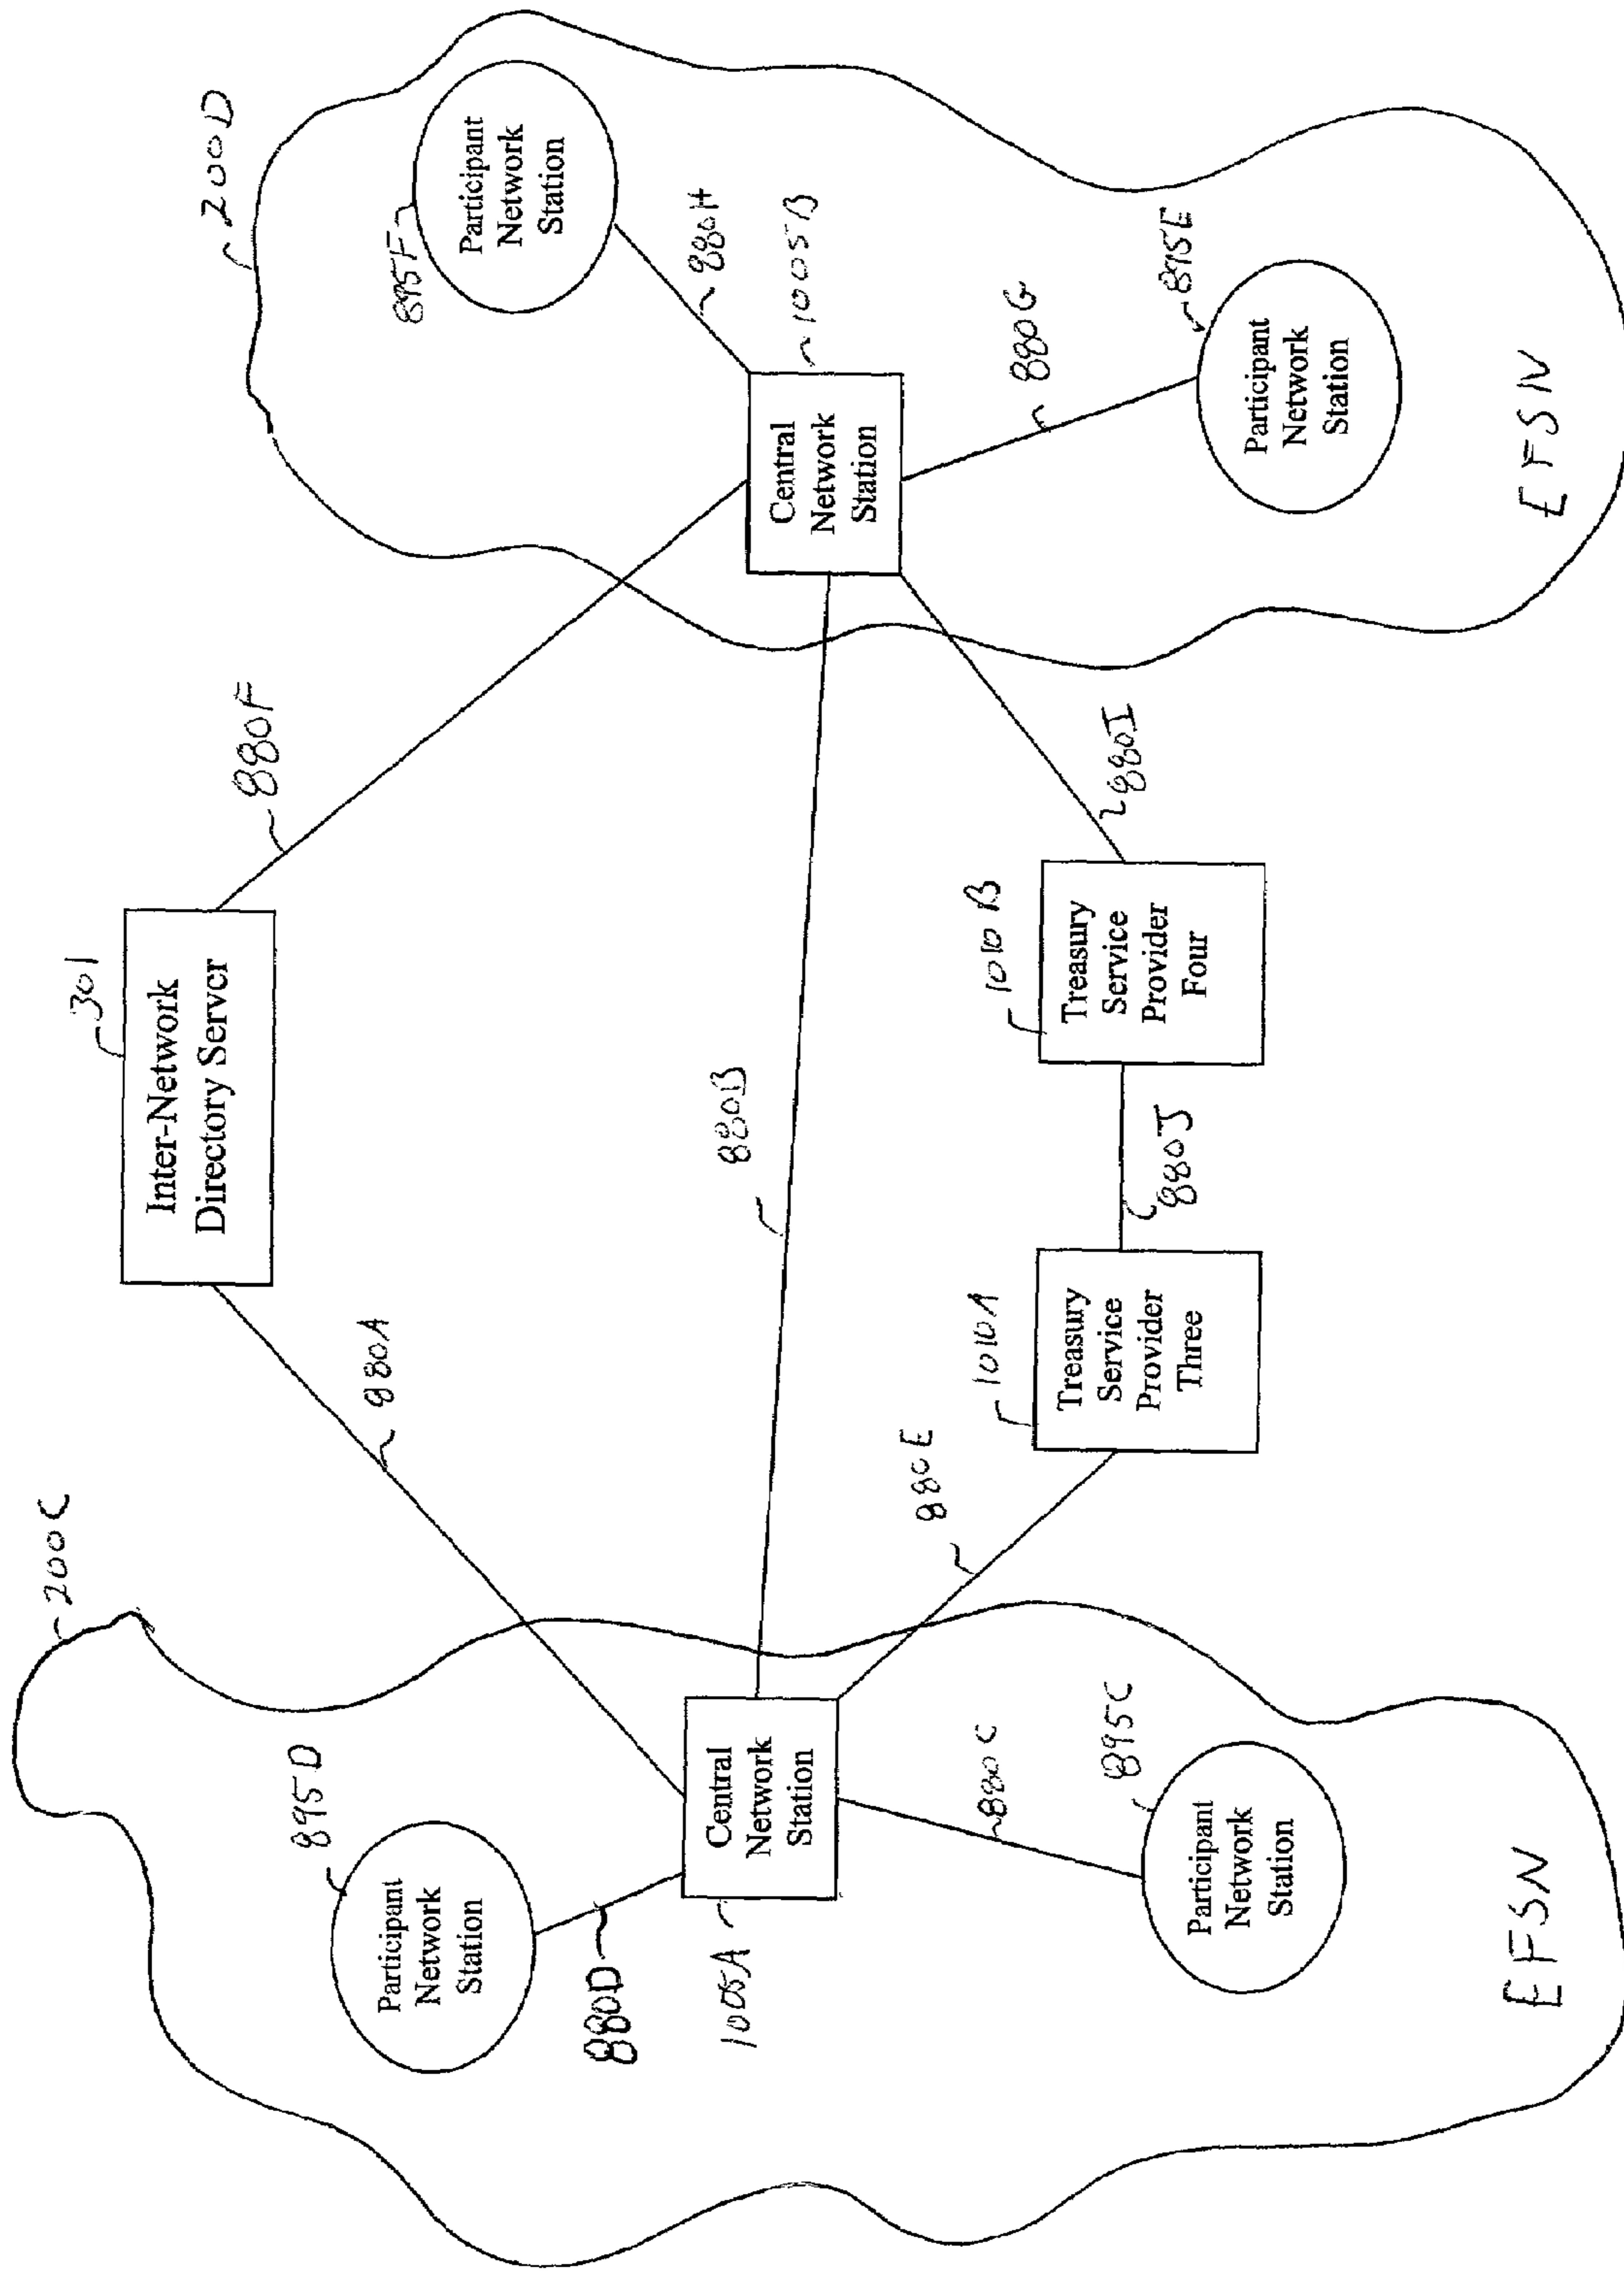 200C
895D
Participant
Network
Station
880D
1005A
Central
Network
Station
880C
895C
Participant
Network
Station
EFSN
880A
301
Inter-Network
Directory Server
880F
880B
880E
1010A
Treasury
Service
Provider
Three
880J
1010B
Treasury
Service
Provider
Four
880I
200D
895F
Participant
Network
Station
880H
1005B
Central
Network
Station
880G
895E
Participant
Network
Station
EFSN